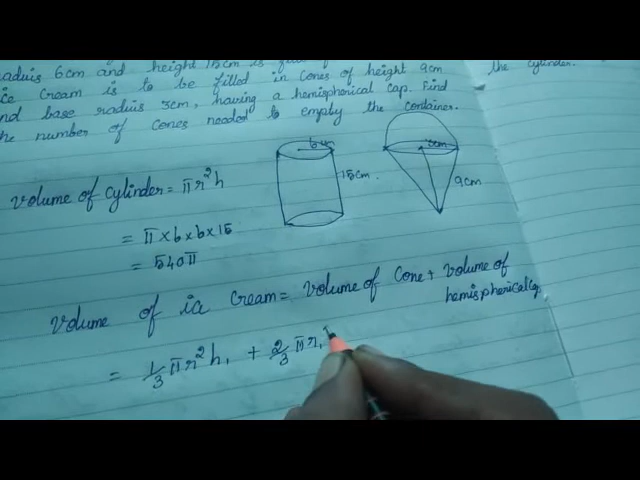 radius 6cm and height 15cm is
the cylinder.
ice cream is to be filled in cones of height 9cm
and base radius 3cm, having a hemispherical cap. Find
the number of cones needed to empty the container.
6cm
3cm
15cm.
9cm
Volume of cylinder = πr²h
= π × 6 × 6 × 15
= 540π
Volume of ice cream = Volume of Cone + Volume of
hemispherical
= 1/3 πr²h, + 2/3 πr,